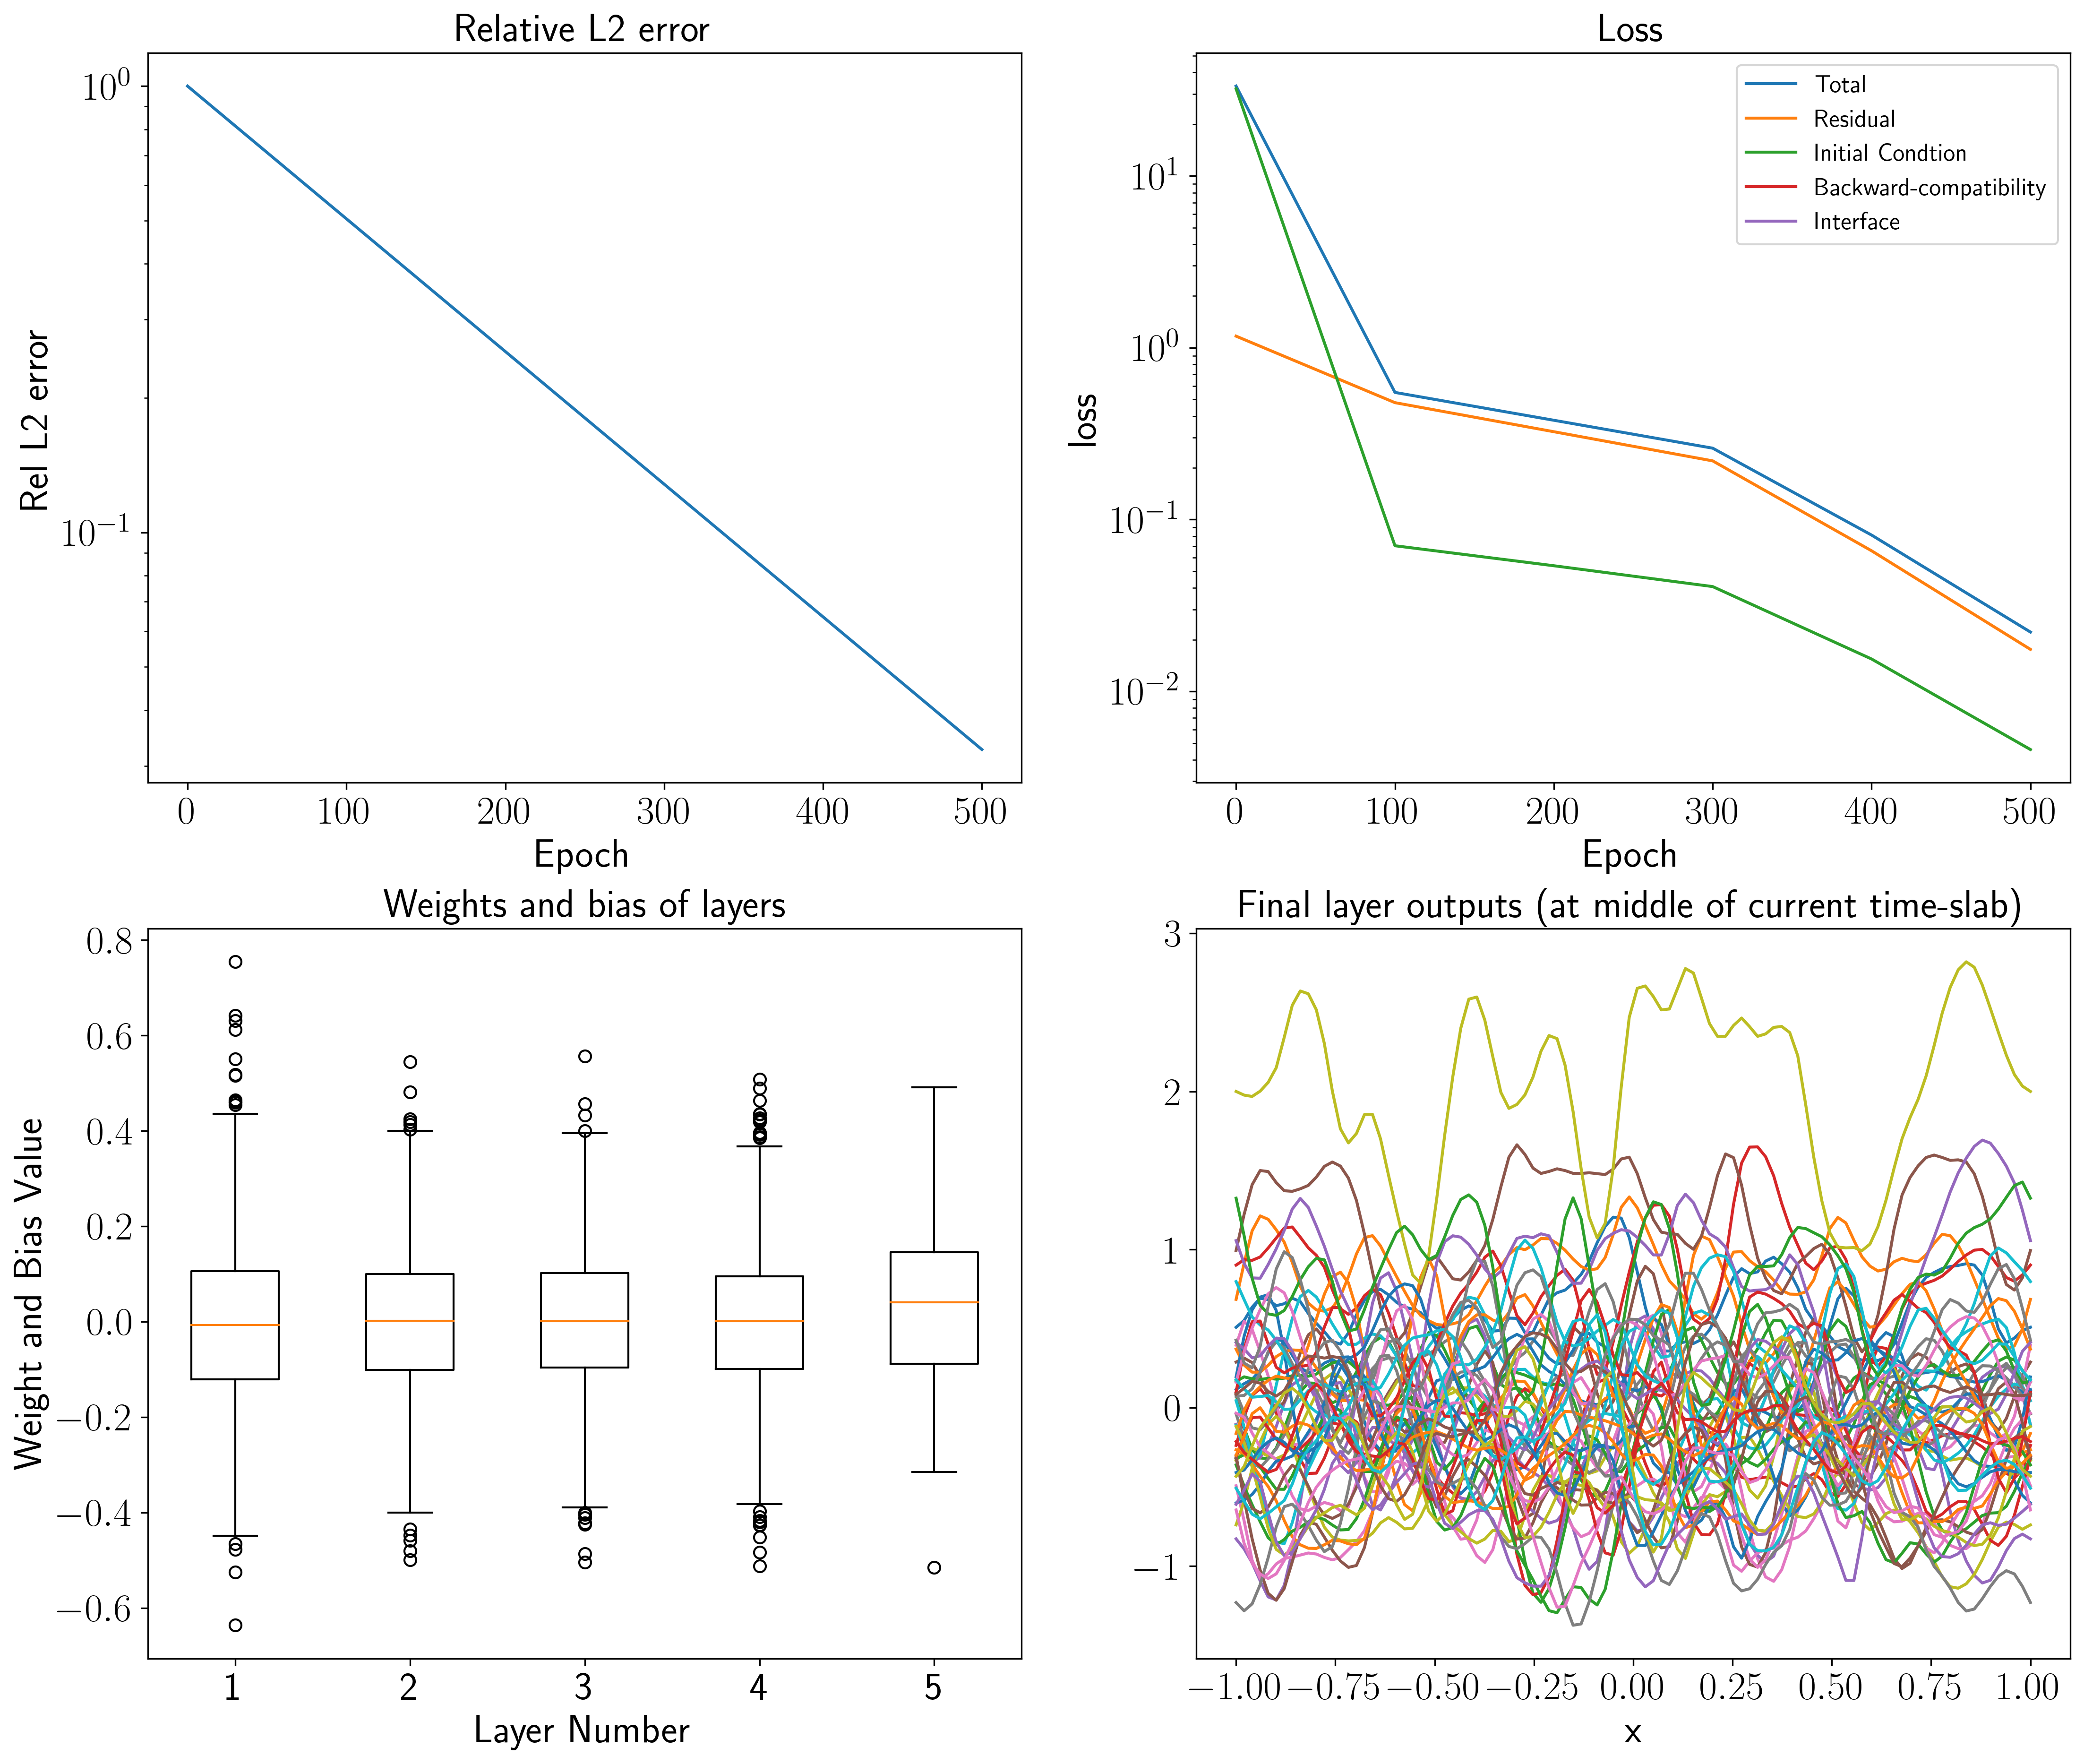 Relative L2 error
10^0
10^{-1}
Rel L2 error
0 100 200 300 400 500
Epoch
Loss
Total
Residual
Initial Condtion
Backward-compatibility
Interface
10^1
10^0
10^{-1}
10^{-2}
loss
0 100 200 300 400 500
Epoch
Weights and bias of layers
0.8
0.6
0.4
0.2
0.0
−0.2
−0.4
−0.6
Weight and Bias Value
1 2 3 4 5
Layer Number
Final layer outputs (at middle of current time-slab)
3
2
1
0
−1
−1.00 −0.75 −0.50 −0.25 0.00 0.25 0.50 0.75 1.00
x